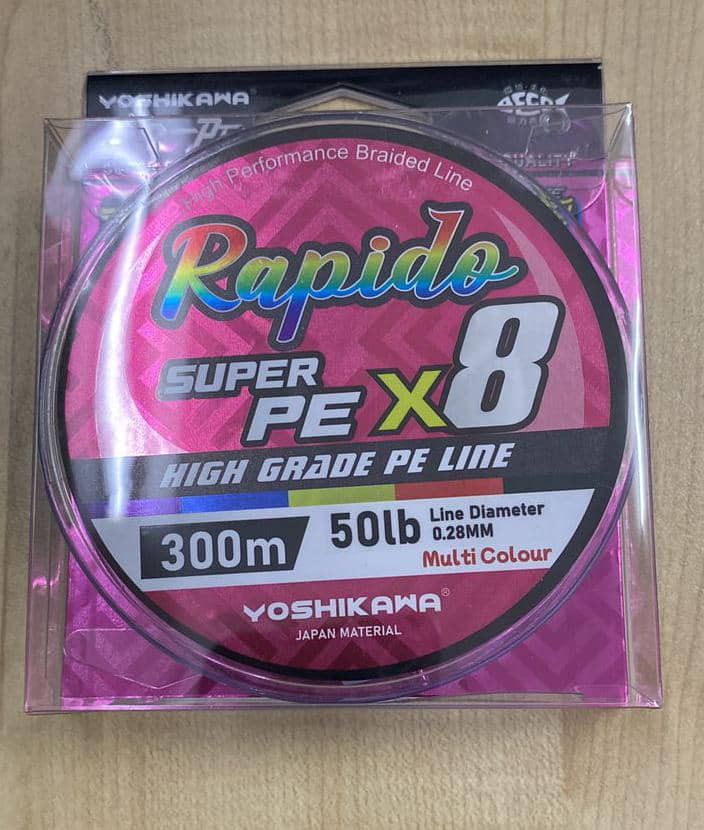 YOSHIKAWA®
QUALITY
High Performance Braided Line
Rapido
SUPER
PE X8
HIGH GRADE PE LINE
300m
50lb
Line Diameter
0.28MM
Multi Colour
YOSHIKAWA®
JAPAN MATERIAL